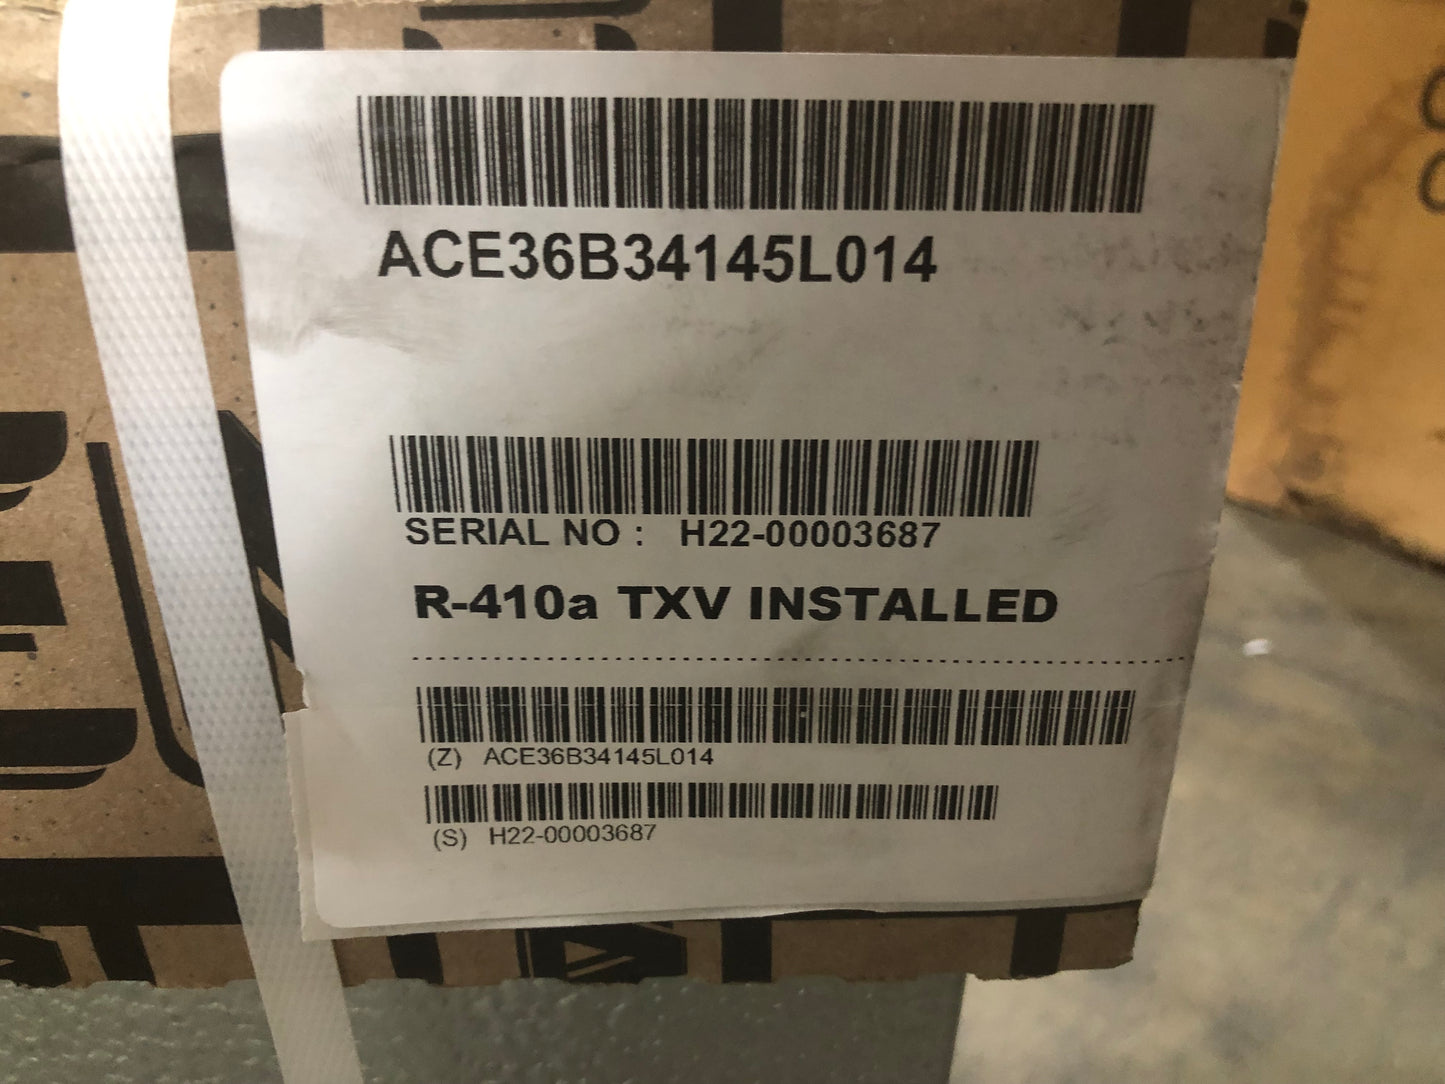 ACE36B34145L014
SERIAL NO : H22-00003687
R-410a TXV INSTALLED
(Z) ACE36B34145L014
(S) H22-00003687